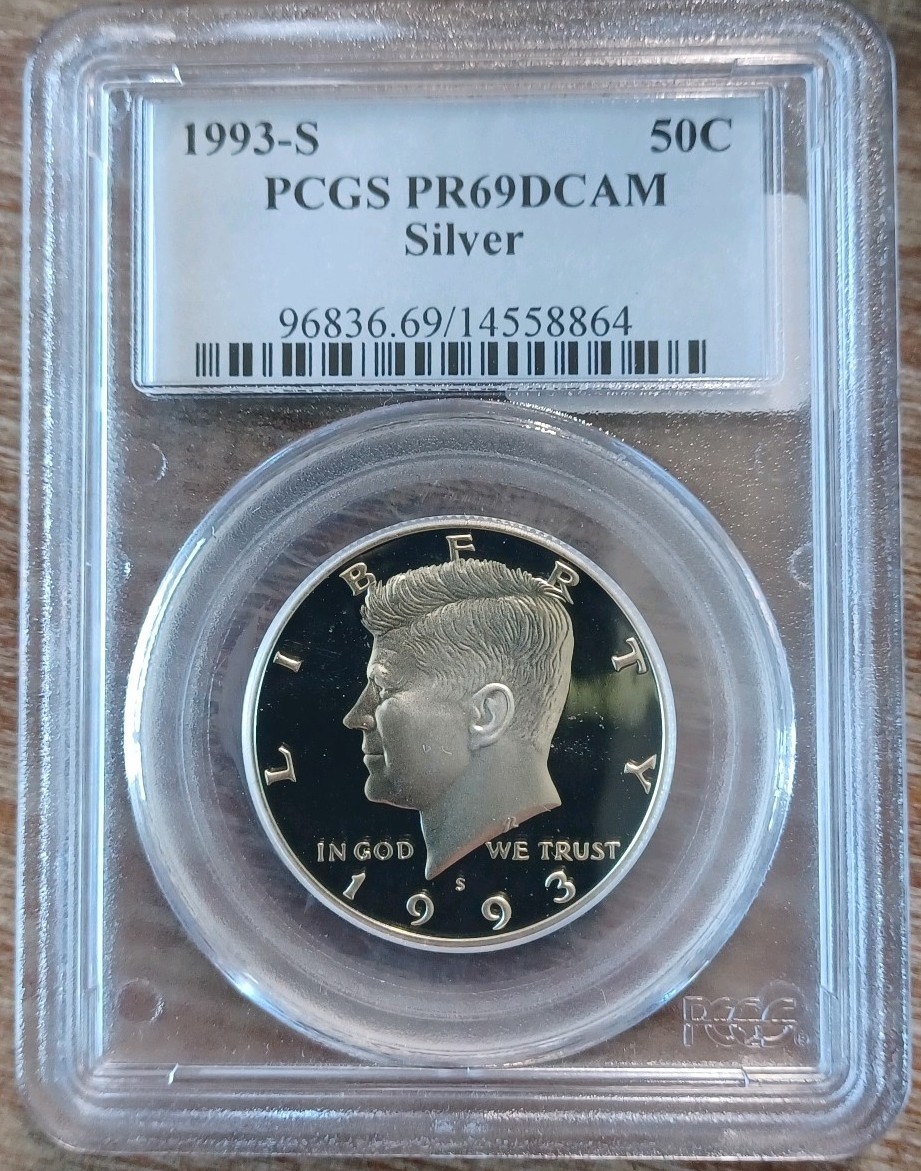 1993-S 50C
PCGS PR69DCAM
Silver
96836.69/14558864
LIBERTY
IN GOD WE TRUST
S
1993
PCGS